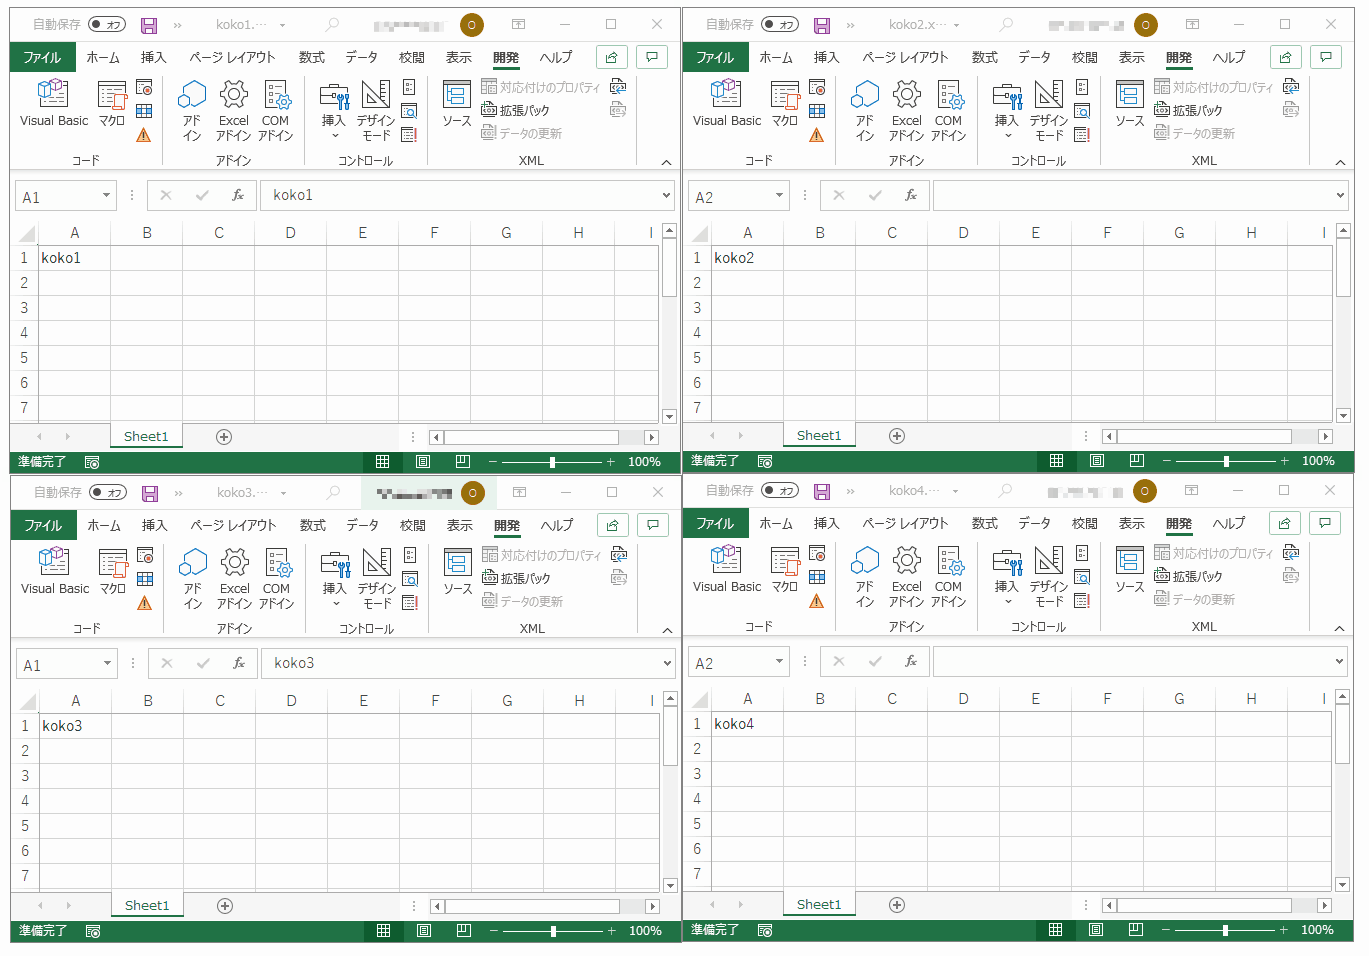 自動保存 オフ koko1.… O
ファイル ホーム 挿入 ページ レイアウト 数式 データ 校閲 表示 開発 ヘルプ
Visual Basic マクロ アド
イン Excel
アドイン COM
アドイン 挿入 デザイン
モード ソース 対応付けのプロパティ
拡張パック
データの更新
コード アドイン コントロール XML
A1 fx koko1
A B C D E F G H I
1 koko1
2
3
4
5
6
7
Sheet1
準備完了 100%
自動保存 オフ koko2.x… O
ファイル ホーム 挿入 ページ レイアウト 数式 データ 校閲 表示 開発 ヘルプ
Visual Basic マクロ アド
イン Excel
アドイン COM
アドイン 挿入 デザイン
モード ソース 対応付けのプロパティ
拡張パック
データの更新
コード アドイン コントロール XML
A2 fx
A B C D E F G H I
1 koko2
2
3
4
5
6
7
Sheet1
準備完了 100%
自動保存 オフ koko3.… O
ファイル ホーム 挿入 ページ レイアウト 数式 データ 校閲 表示 開発 ヘルプ
Visual Basic マクロ アド
イン Excel
アドイン COM
アドイン 挿入 デザイン
モード ソース 対応付けのプロパティ
拡張パック
データの更新
コード アドイン コントロール XML
A1 fx koko3
A B C D E F G H I
1 koko3
2
3
4
5
6
7
Sheet1
準備完了 100%
自動保存 オフ koko4.… O
ファイル ホーム 挿入 ページ レイアウト 数式 データ 校閲 表示 開発 ヘルプ
Visual Basic マクロ アド
イン Excel
アドイン COM
アドイン 挿入 デザイン
モード ソース 対応付けのプロパティ
拡張パック
データの更新
コード アドイン コントロール XML
A2 fx
A B C D E F G H I
1 koko4
2
3
4
5
6
7
Sheet1
準備完了 100%